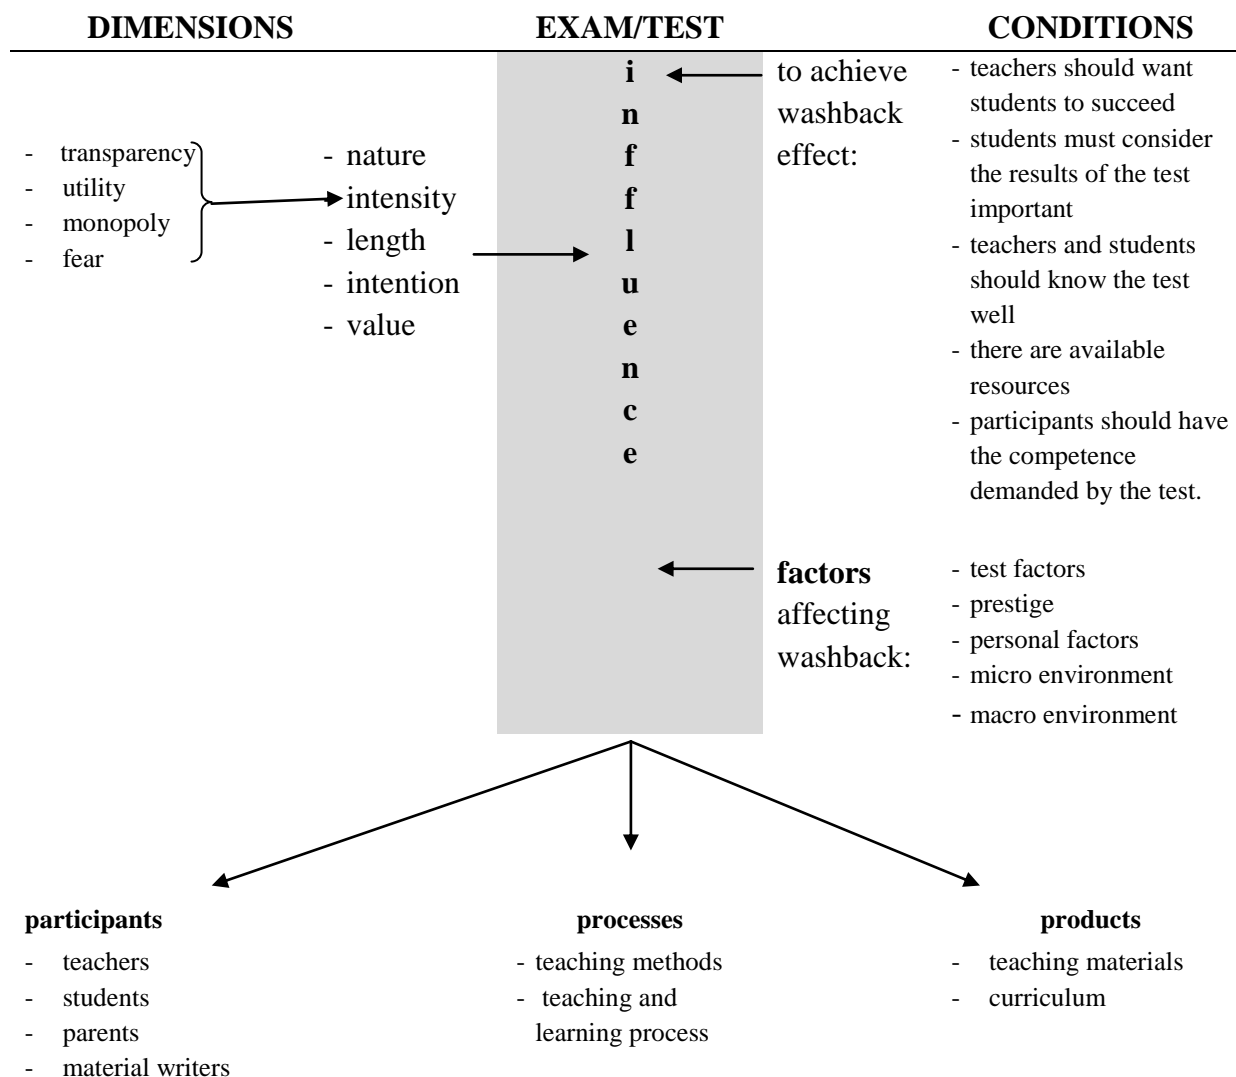 DIMENSIONS
EXAM/TEST
CONDITIONS
- transparency
- utility
- monopoly
- fear
- nature
- intensity
- length
- intention
- value
i
n
f
f
l
u
e
n
c
e
to achieve
washback
effect:
- teachers should want
students to succeed
- students must consider
the results of the test
important
- teachers and students
should know the test
well
- there are available
resources
- participants should have
the competence
demanded by the test.
factors
affecting
washback:
- test factors
- prestige
- personal factors
- micro environment
- macro environment
participants
- teachers
- students
- parents
- material writers
processes
- teaching methods
- teaching and
learning process
products
- teaching materials
- curriculum